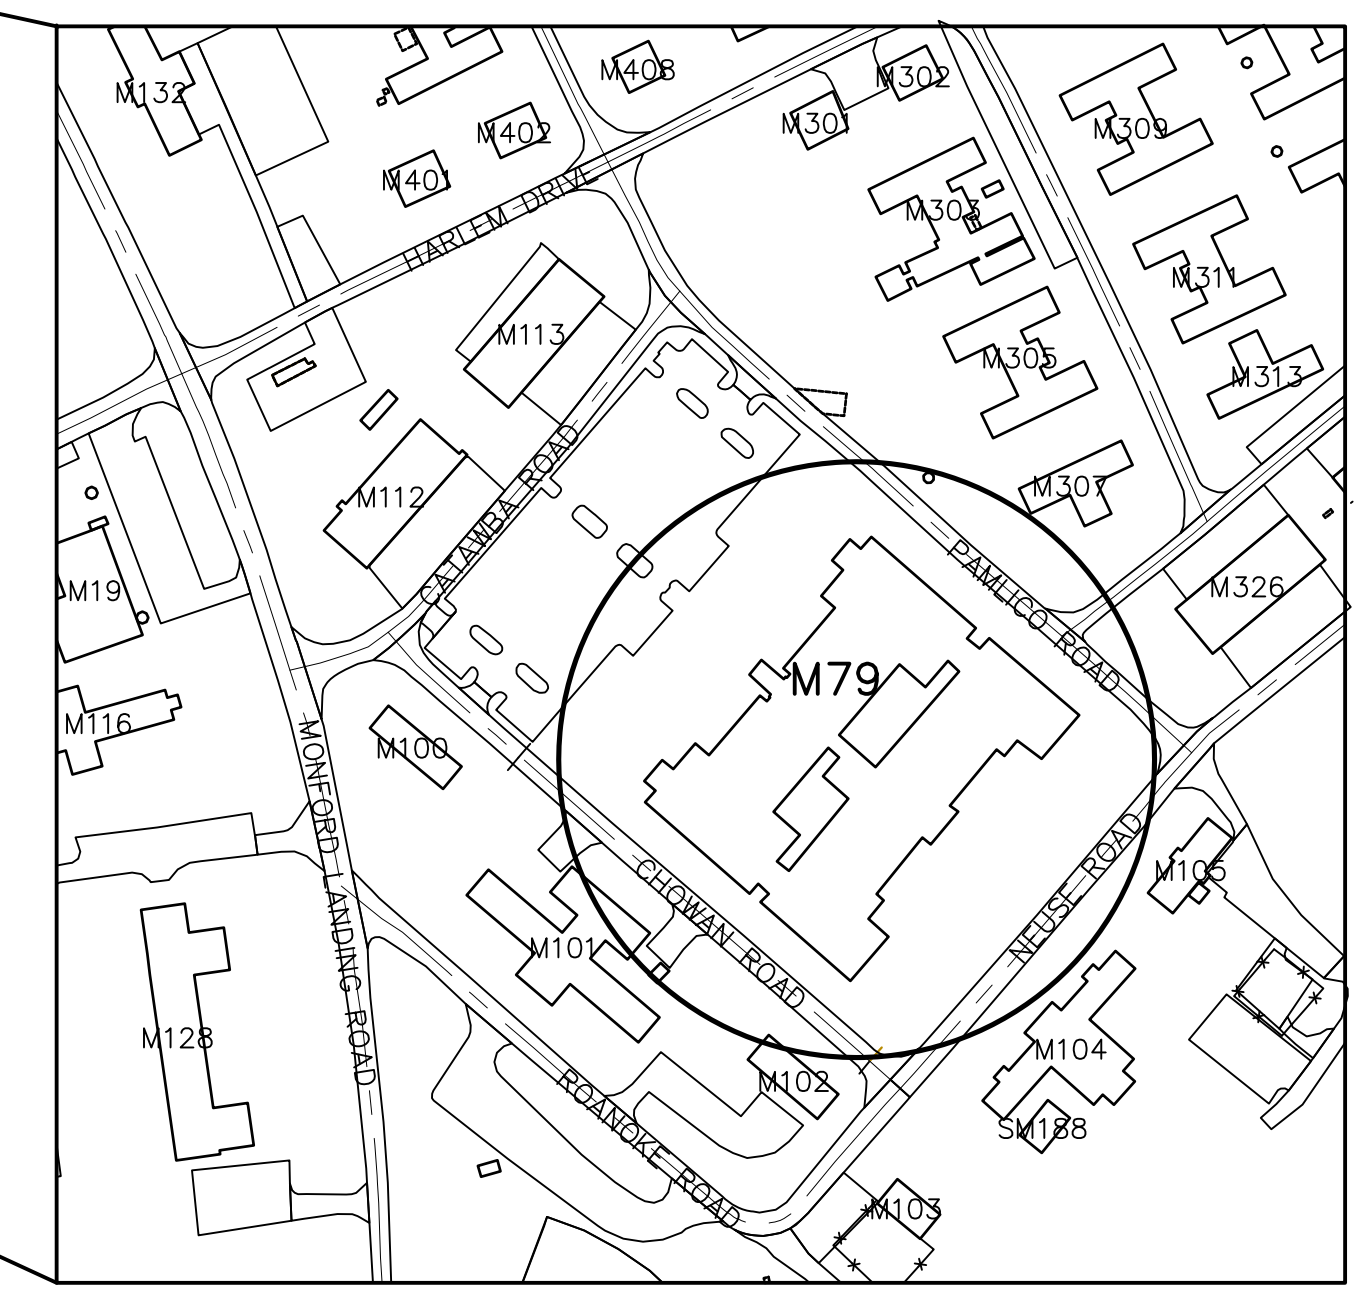 M408
M302
M132
M301
M309
M402
M401
M303
HARLEM DRIVE
M311
M113
M305
M313
M307
M112
CATAWBA ROAD
PAMLICO ROAD
M326
M19
M79
M116
M100
MONFORD LANDING ROAD
CHOWAN ROAD
NEUSE ROAD
M105
M101
M128
M104
M102
SM188
ROANOKE ROAD
M103